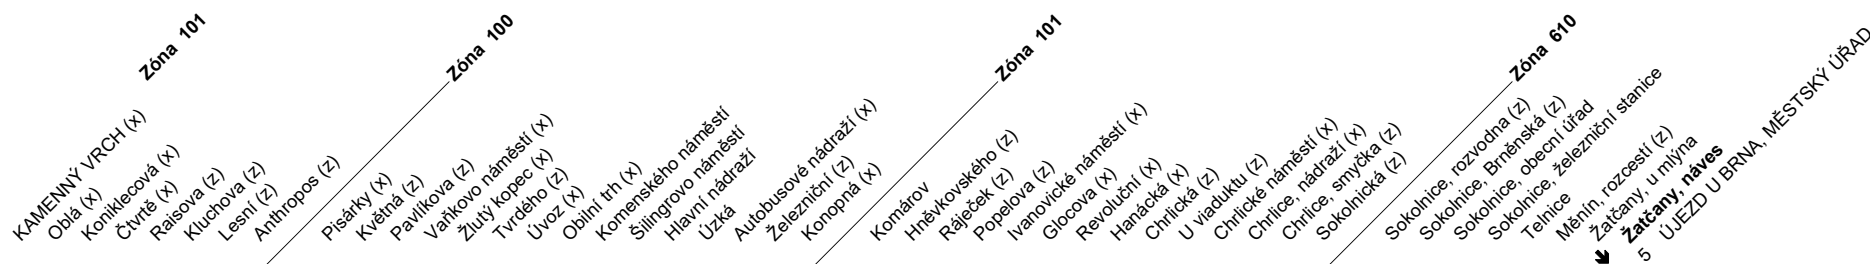 Zóna 101
KAMENNÝ VRCH (x)
Oblá (x)
Koniklecová (x)
Čtvrtě (x)
Raisova (z)
Kluchova (z)
Lesní (z)
Anthropos (z)
Zóna 100
Pisárky (x)
Květná (z)
Pavlíkova (z)
Vaňkovo náměstí (x)
Žlutý kopec (x)
Tvrdého (z)
Úvoz (x)
Obilní trh (x)
Komenského náměstí
Šilingrovo náměstí
Hlavní nádraží
Úzká
Autobusové nádraží (x)
Železniční (z)
Konopná (x)
Zóna 101
Komárov
Hněvkovského (z)
Ráječek (z)
Popelova (z)
Ivanovické náměstí (x)
Glocova (x)
Revoluční (x)
Hanácká (x)
Chrlická (z)
U viaduktu (z)
Chrlické náměstí (x)
Chrlice, nádraží (x)
Chrlice, smyčka (z)
Sokolnická (z)
Zóna 610
Sokolnice, rozvodna (z)
Sokolnice, Brněnská (z)
Sokolnice, obecní úřad
Sokolnice, železniční stanice
Telnice
Měnín, rozcestí (z)
Žatčany, u mlýna
Žatčany, náves
5 ÚJEZD U BRNA, MĚSTSKÝ ÚŘAD